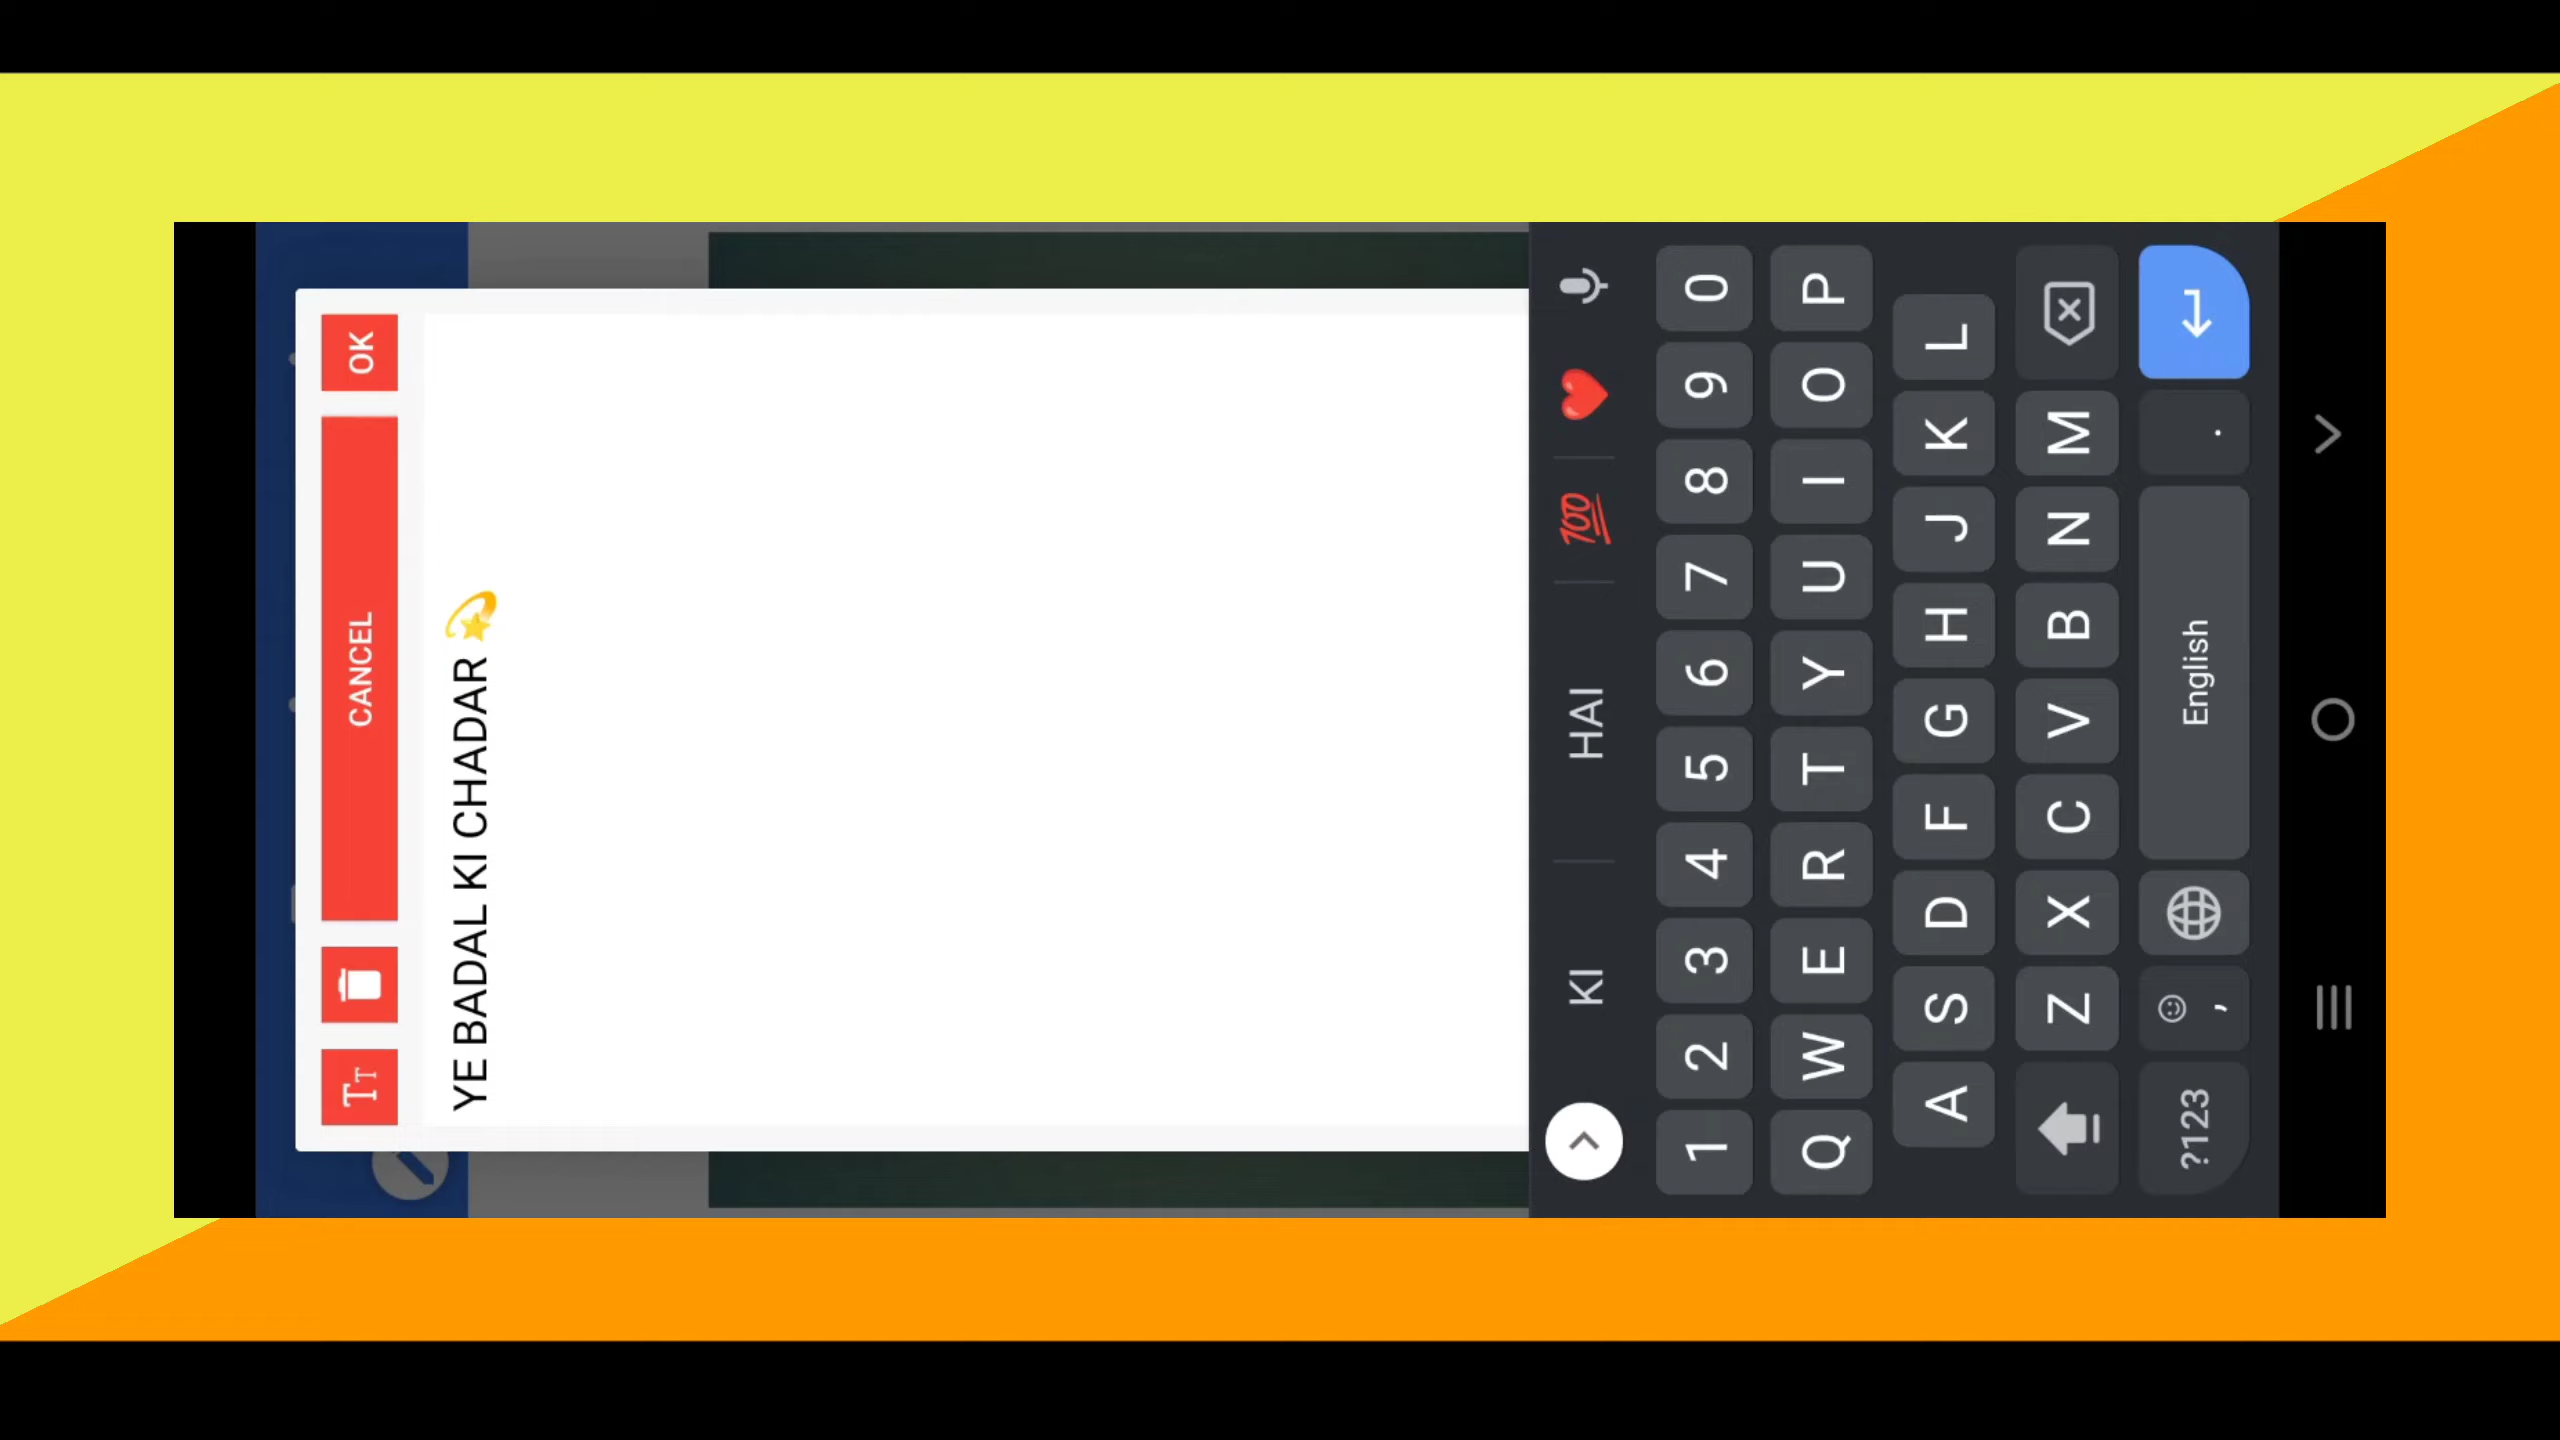 Tt CANCEL OK
YE BADAL KI CHADAR 💫
KI HAI 💯 ❤️
1 2 3 4 5 6 7 8 9 0
Q W E R T Y U I O P
A S D F G H J K L
Z X C V B N M
?123 , English .